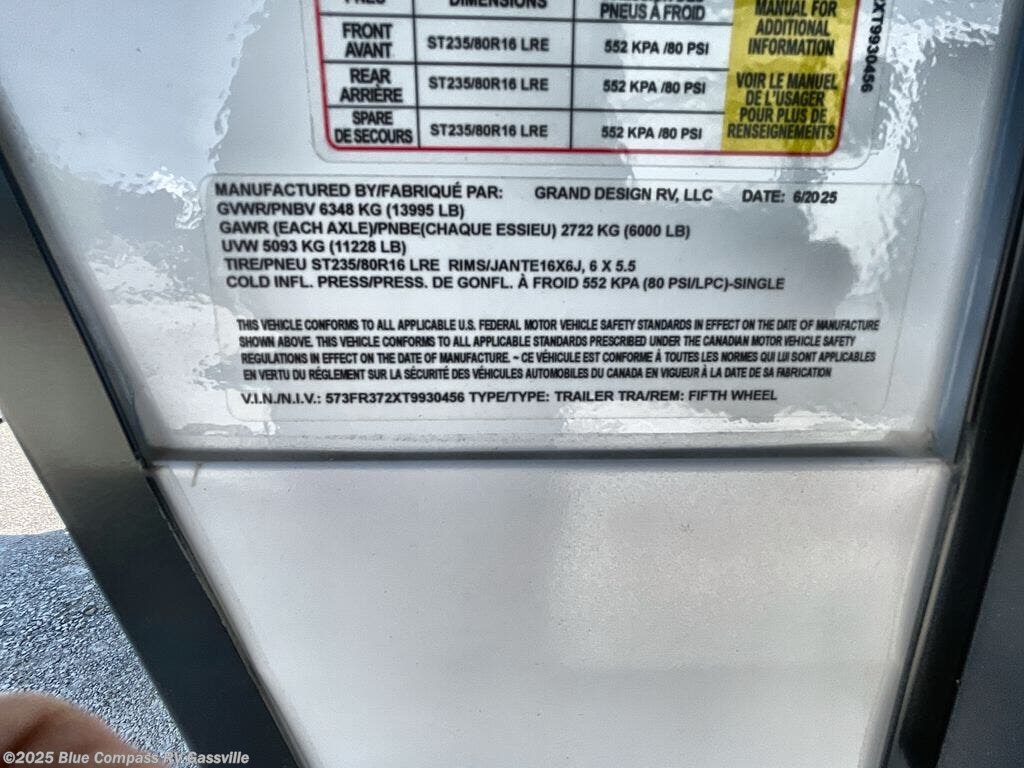 DIMENSIONS
PNEUS À FROID
MANUAL FOR
ADDITIONAL
INFORMATION
FRONT
AVANT
ST235/80R16 LRE
552 KPA /80 PSI
REAR
ARRIÈRE
ST235/80R16 LRE
552 KPA /80 PSI
VOIR LE MANUEL
DE L'USAGER
POUR PLUS DE
RENSEIGNEMENTS
SPARE
DE SECOURS
ST235/80R16 LRE
552 KPA /80 PSI
XT9930456
MANUFACTURED BY/FABRIQUÉ PAR: GRAND DESIGN RV, LLC DATE: 6/2025
GVWR/PNBV 6348 KG (13995 LB)
GAWR (EACH AXLE)/PNBE(CHAQUE ESSIEU) 2722 KG (6000 LB)
UVW 5093 KG (11228 LB)
TIRE/PNEU ST235/80R16 LRE RIMS/JANTE16X6J, 6 X 5.5
COLD INFL. PRESS/PRESS. DE GONFL. À FROID 552 KPA (80 PSI/LPC)-SINGLE
THIS VEHICLE CONFORMS TO ALL APPLICABLE U.S. FEDERAL MOTOR VEHICLE SAFETY STANDARDS IN EFFECT ON THE DATE OF MANUFACTURE
SHOWN ABOVE. THIS VEHICLE CONFORMS TO ALL APPLICABLE STANDARDS PRESCRIBED UNDER THE CANADIAN MOTOR VEHICLE SAFETY
REGULATIONS IN EFFECT ON THE DATE OF MANUFACTURE. ~ CE VÉHICULE EST CONFORME À TOUTES LES NORMES QUI LUI SONT APPLICABLES
EN VERTU DU RÉGLEMENT SUR LA SÉCURITÉ DES VÉHICULES AUTOMOBILES DU CANADA EN VIGUEUR À LA DATE DE SA FABRICATION
V.I.N./N.I.V.: 573FR372XT9930456 TYPE/TYPE: TRAILER TRA/REM: FIFTH WHEEL
©2025 Blue Compass RV Gassville